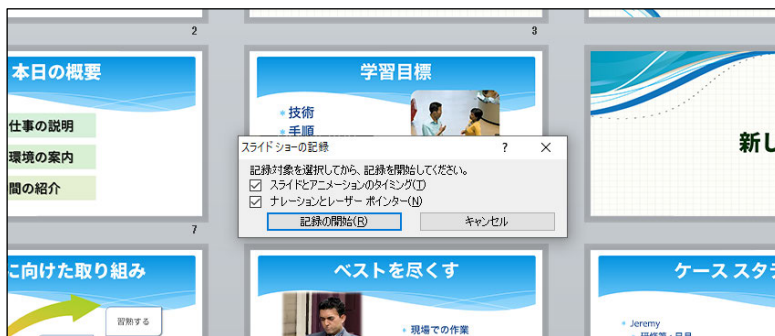 2
3
本日の概要
仕事の説明
環境の案内
間の紹介
学習目標
技術
手順
新し
スライド ショーの記録
?
記録対象を選択してから、記録を開始してください。
スライドとアニメーションのタイミング(T)
ナレーションとレーザー ポインター(N)
記録の開始(R)
キャンセル
7
に向けた取り組み
習熟する
ベストを尽くす
現場での作業
ケース スタ
Jeremy